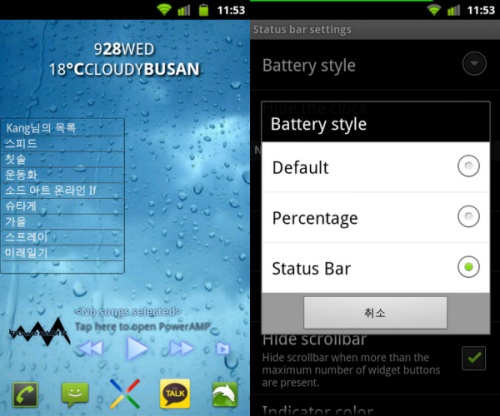 11:53
928WED
18°CCLOUDYBUSAN
Kang님의 목록
스피드
칫솔
운동화
소드 아트 온라인 If
슈타게
가을
스프레이
미래일기
<No songs selected>
Tap here to open PowerAMP
TALK
11:53
Status bar settings
Battery style
Hide the clock
Battery style
Default
Percentage
Status Bar
취소
Hide scrollbar
Hide scrollbar when more than the
maximum number of widget buttons
are present.
Indicator color